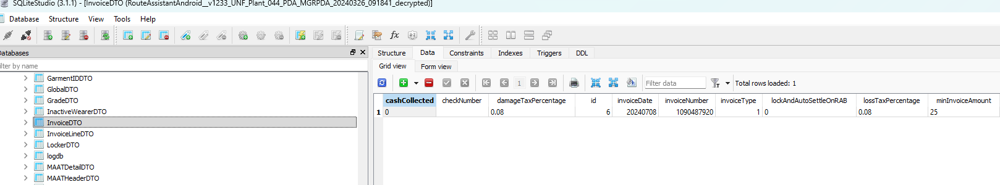 SQLiteStudio (3.1.1) - [InvoiceDTO (RouteAssistantAndroid__v1233_UNF_Plant_044_PDA_MGRPDA_20240326_091841_decrypted)]
Database Structure View Tools Help
Databases
Filter by name
GarmentIDDTO
GlobalDTO
GradeDTO
InactiveWearerDTO
InvoiceDTO
InvoiceLineDTO
LockerDTO
logdb
MAATDetailDTO
MAATHeaderDTO
Structure Data Constraints Indexes Triggers DDL
Grid view Form view
1 Filter data Total rows loaded: 1
cashCollected checkNumber damageTaxPercentage id invoiceDate invoiceNumber invoiceType lockAndAutoSettleOnRAB lossTaxPercentage minInvoiceAmount
1 0 0.08 6 20240708 1090487920 1 0 0.08 25